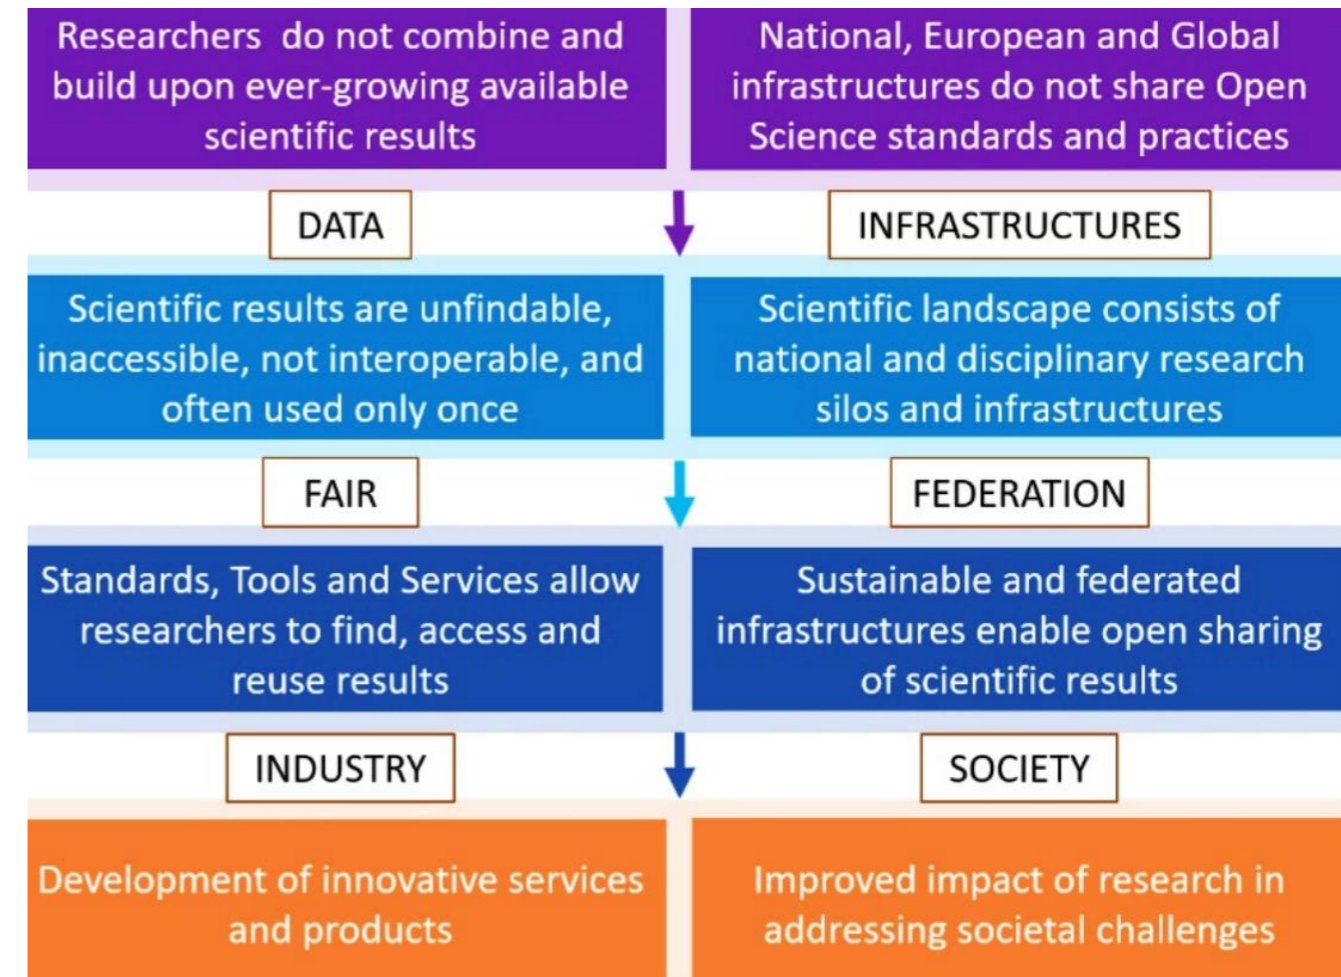 Researchers do not combine and
build upon ever-growing available
scientific results
National, European and Global
infrastructures do not share Open
Science standards and practices
DATA
INFRASTRUCTURES
Scientific results are unfindable,
inaccessible, not interoperable, and
often used only once
Scientific landscape consists of
national and disciplinary research
silos and infrastructures
FAIR
FEDERATION
Standards, Tools and Services allow
researchers to find, access and
reuse results
Sustainable and federated
infrastructures enable open sharing
of scientific results
INDUSTRY
SOCIETY
Development of innovative services
and products
Improved impact of research in
addressing societal challenges